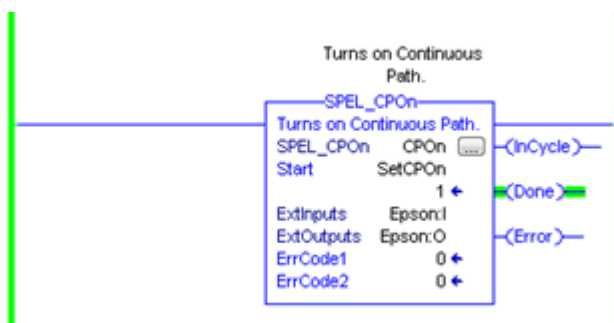 Turns on Continuous
Path.
SPEL_CPOn
Turns on Continuous Path.
SPEL_CPOn CPOn ... (InCycle)
Start SetCPOn
1 (Done)
ExtInputs Epson:I
ExtOutputs Epson:O (Error)
ErrCode1 0
ErrCode2 0